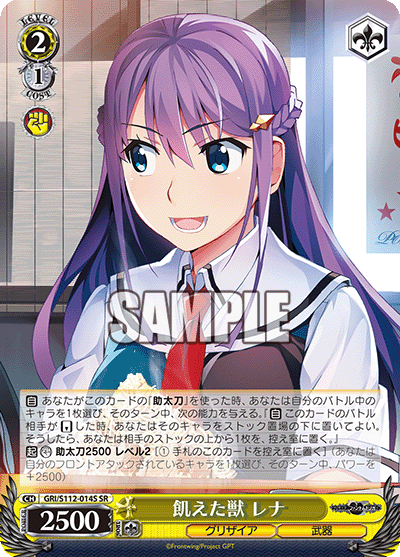 LEVEL
2
1
COST
SAMPLE
自 あなたがこのカードの「助太刀」を使った時、あなたは自分のバトル中の
キャラを1枚選び、そのターン中、次の能力を与える。『自 このカードのバトル
相手が した時、あなたはそのキャラをストック置場の下に置いてよい。
そうしたら、あなたは相手のストックの上から1枚を、控え室に置く。』
起 助太刀2500 レベル2 [①手札のこのカードを控え室に置く] (あなたは
自分のフロントアタックされているキャラを1枚選び、そのターン中、パワーを
+2500)
CH GRI/S112-014S SR
POWER
2500
飢えた獣 レナ
グリザイア
武器
©Frontwing/Project GPT